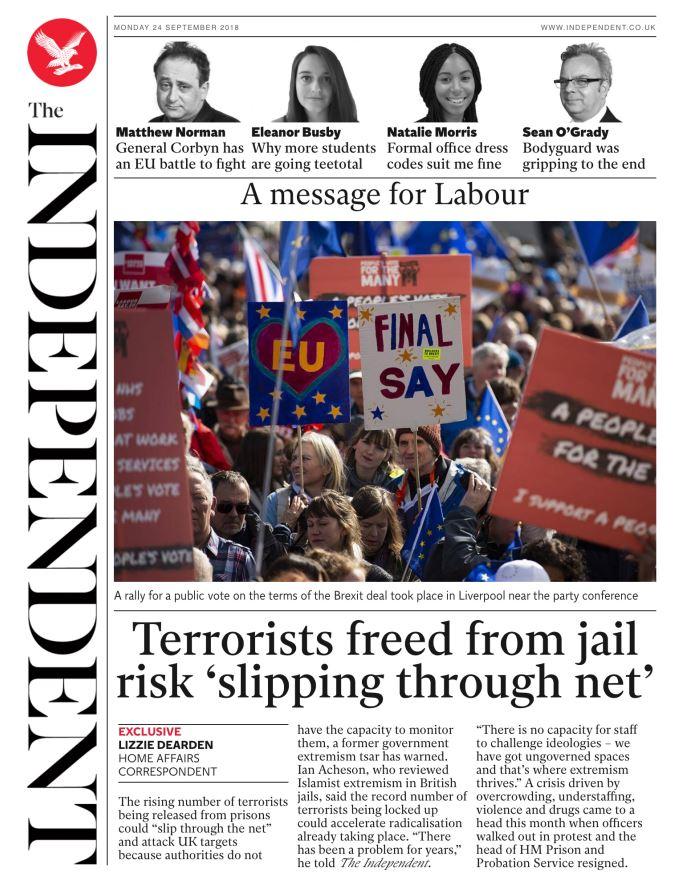 MONDAY 24 SEPTEMBER 2018
WWW.INDEPENDENT.CO.UK
The
INDEPENDENT
Matthew Norman
General Corbyn has
an EU battle to fight
Eleanor Busby
Why more students
are going teetotal
Natalie Morris
Formal office dress
codes suit me fine
Sean O’Grady
Bodyguard was
gripping to the end
A message for Labour
WANT
FOR THE
MANY
A PEOPLE'S VOTE
EU
FINAL
SAY
NHS
JOBS
AT WORK
SERVICES
VOTE
MANY
VOTE
A PEOPLE
FOR THE
I SUPPORT A
A rally for a public vote on the terms of the Brexit deal took place in Liverpool near the party conference
Terrorists freed from jail
risk ‘slipping through net’
EXCLUSIVE
LIZZIE DEARDEN
HOME AFFAIRS
CORRESPONDENT
The rising number of terrorists
being released from prisons
could “slip through the net”
and attack UK targets
because authorities do not
have the capacity to monitor
them, a former government
extremism tsar has warned.
Ian Acheson, who reviewed
Islamist extremism in British
jails, said the record number of
terrorists being locked up
could accelerate radicalisation
already taking place. “There
has been a problem for years,”
he told The Independent.
“There is no capacity for staff
to challenge ideologies – we
have got ungoverned spaces
and that’s where extremism
thrives.” A crisis driven by
overcrowding, understaffing,
violence and drugs came to a
head this month when officers
walked out in protest and the
head of HM Prison and
Probation Service resigned.